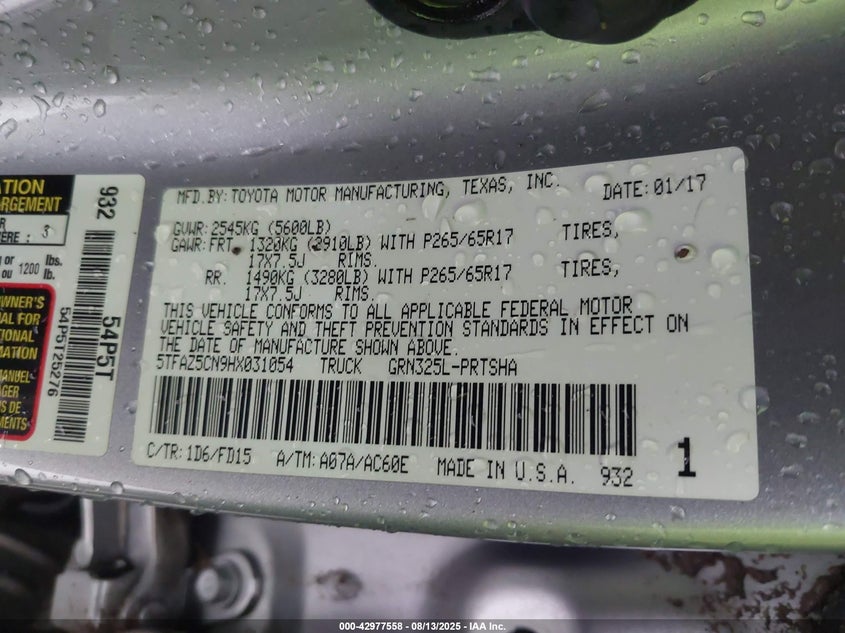 ATION
ARGEMENT
932
S
1200 lb.
OWNER'S
MANUEL
54P5T
54P5T25276
MFD.BY:TOYOTA MOTOR MANUFACTURING, TEXAS, INC. DATE:01/17
GVWR:2545KG (5600LB)
GAWR:FRT. 1320KG (2910LB) WITH P265/65R17 TIRES,
17X7.5J RIMS.
RR. 1490KG (3280LB) WITH P265/65R17 TIRES,
17X7.5J RIMS.
THIS VEHICLE CONFORMS TO ALL APPLICABLE FEDERAL MOTOR
VEHICLE SAFETY AND THEFT PREVENTION STANDARDS IN EFFECT ON
THE DATE OF MANUFACTURE SHOWN ABOVE.
5TFAZ5CN9HX031054 TRUCK GRN325L-PRTSHA
C/TR:1D6/FD15 A/TM:A07A/AC60E MADE IN U.S.A. 932 1
000-42977558 - 08/13/2025 - IAA Inc.